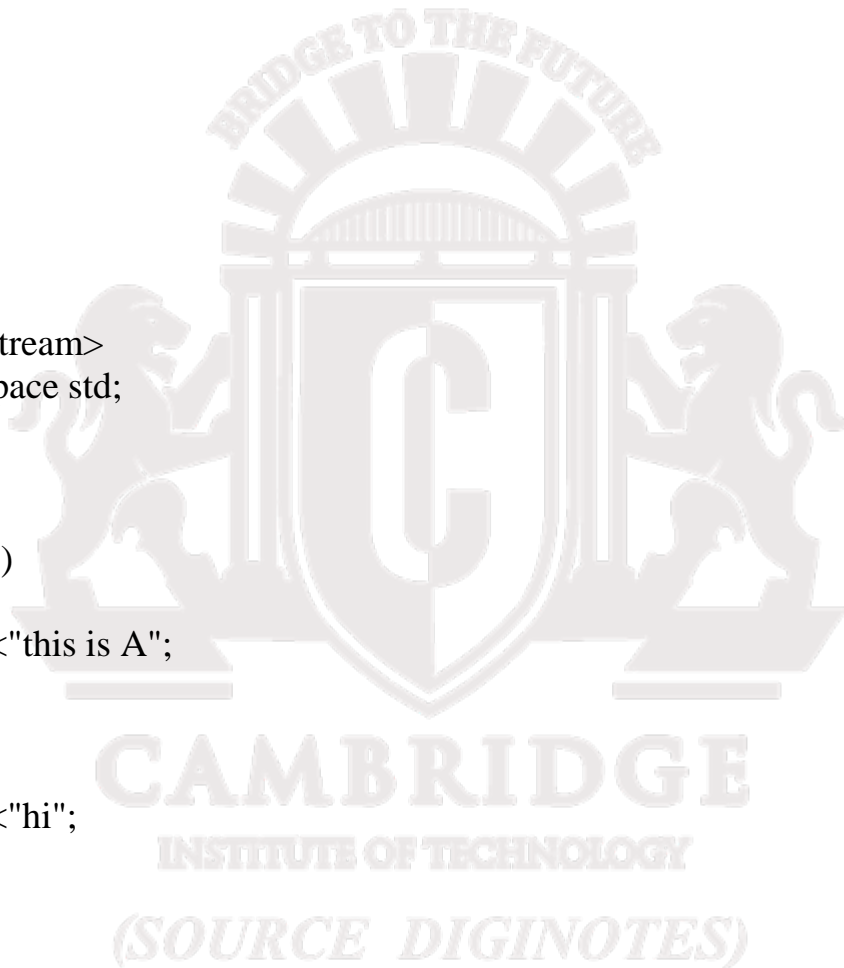 BRIDGE TO THE FUTURE
tream>
pace std;
)
<"this is A";
<"hi";
C
CAMBRIDGE
INSTITUTE OF TECHNOLOGY
(SOURCE DIGINOTES)